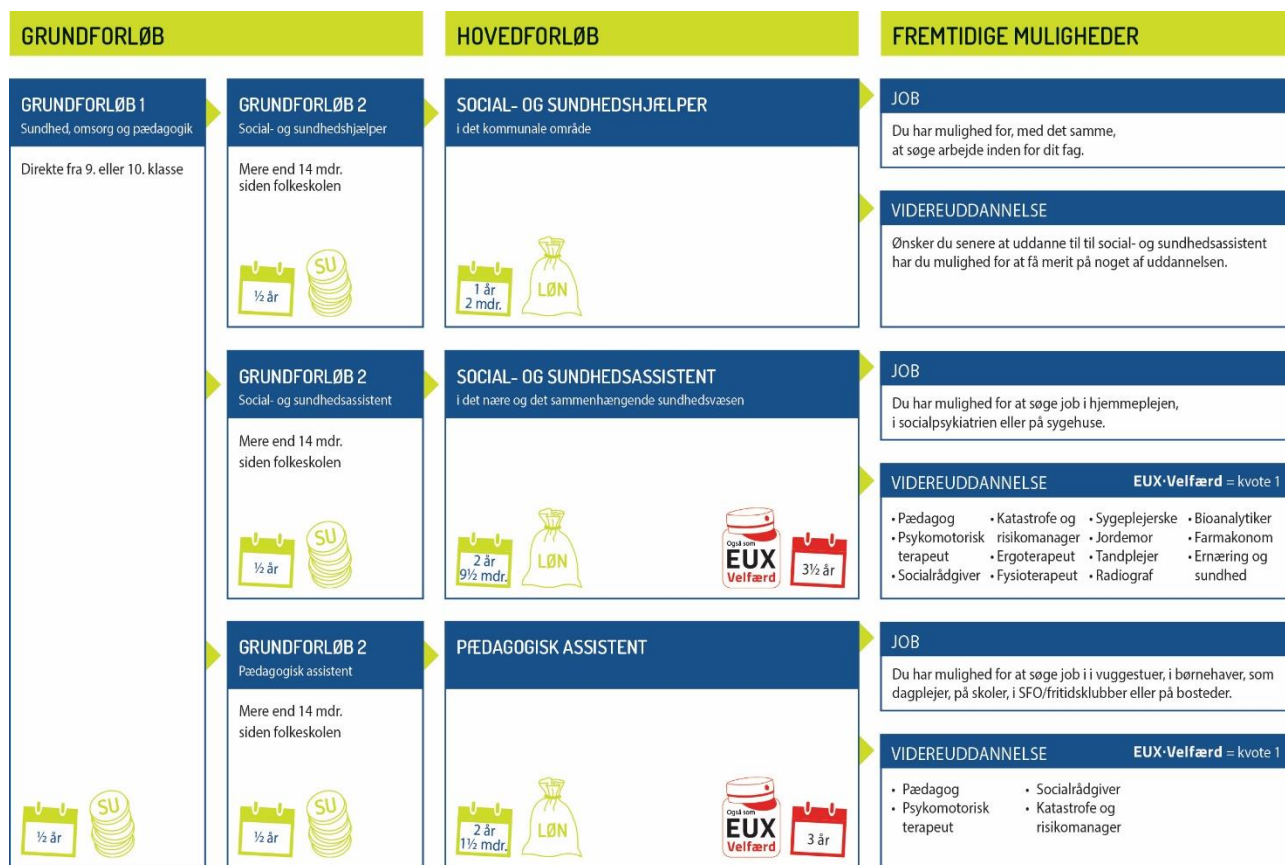 GRUNDFORLØB
HOVEDFORLØB
FREMTIDIGE MULIGHEDER
GRUNDFORLØB 1
Sundhed, omsorg og pædagogik
Direkte fra 9. eller 10. klasse
½ år
SU
GRUNDFORLØB 2
Social- og sundhedshjælper
Mere end 14 mdr.
siden folkeskolen
½ år
SU
SOCIAL- OG SUNDHEDSHJÆLPER
i det kommunale område
1 år
2 mdr.
LØN
JOB
Du har mulighed for, med det samme,
at søge arbejde inden for dit fag.
VIDEREUDDANNELSE
Ønsker du senere at uddanne til til social- og sundhedsassistent
har du mulighed for at få merit på noget af uddannelsen.
GRUNDFORLØB 2
Social- og sundhedsassistent
Mere end 14 mdr.
siden folkeskolen
½ år
SU
SOCIAL- OG SUNDHEDSASSISTENT
i det nære og det sammenhængende sundhedsvæsen
2 år
9½ mdr.
LØN
Også som
EUX
Velfærd
3½ år
JOB
Du har mulighed for at søge job i hjemmeplejen,
i socialpsykiatrien eller på sygehuse.
VIDEREUDDANNELSE
EUX·Velfærd = kvote 1
• Pædagog
• Psykomotorisk
terapeut
• Socialrådgiver
• Katastrofe og
risikomanager
• Ergoterapeut
• Fysioterapeut
• Sygeplejerske
• Jordemor
• Tandplejer
• Radiograf
• Bioanalytiker
• Farmakonom
• Ernæring og
sundhed
GRUNDFORLØB 2
Pædagogisk assistent
Mere end 14 mdr.
siden folkeskolen
½ år
SU
PÆDAGOGISK ASSISTENT
2 år
1½ mdr.
LØN
Også som
EUX
Velfærd
3 år
JOB
Du har mulighed for at søge job i i vuggestuer, i børnehaver, som
dagplejer, på skoler, i SFO/fritidsklubber eller på bosteder.
VIDEREUDDANNELSE
EUX·Velfærd = kvote 1
• Pædagog
• Psykomotorisk
terapeut
• Socialrådgiver
• Katastrofe og
risikomanager